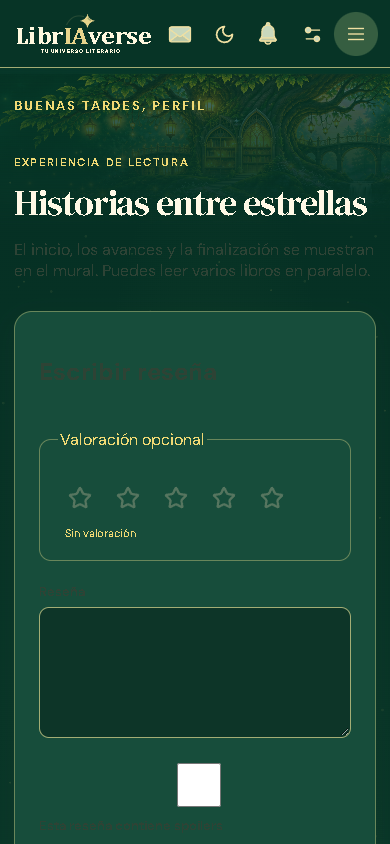 LibrIAverse
TU UNIVERSO LITERARIO
BUENAS TARDES, PERFIL
EXPERIENCIA DE LECTURA
Historias entre estrellas
El inicio, los avances y la finalización se muestran
en el mural. Puedes leer varios libros en paralelo.
Escribir reseña
Valoración opcional
Sin valoración